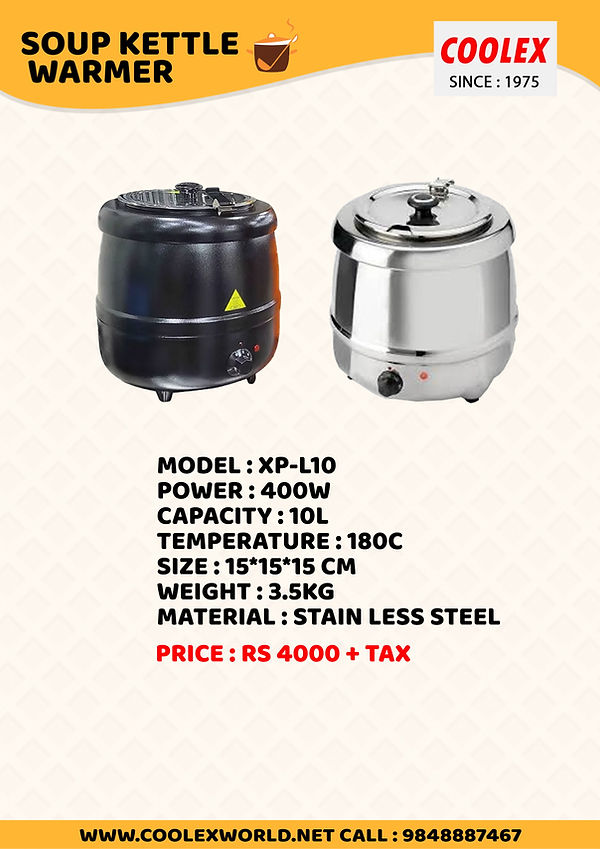 SOUP KETTLE
WARMER
COOLEX
SINCE : 1975
MODEL : XP-L10
POWER : 400W
CAPACITY : 10L
TEMPERATURE : 180C
SIZE : 15*15*15 CM
WEIGHT : 3.5KG
MATERIAL : STAIN LESS STEEL
PRICE : RS 4000 + TAX
WWW.COOLEXWORLD.NET CALL : 9848887467